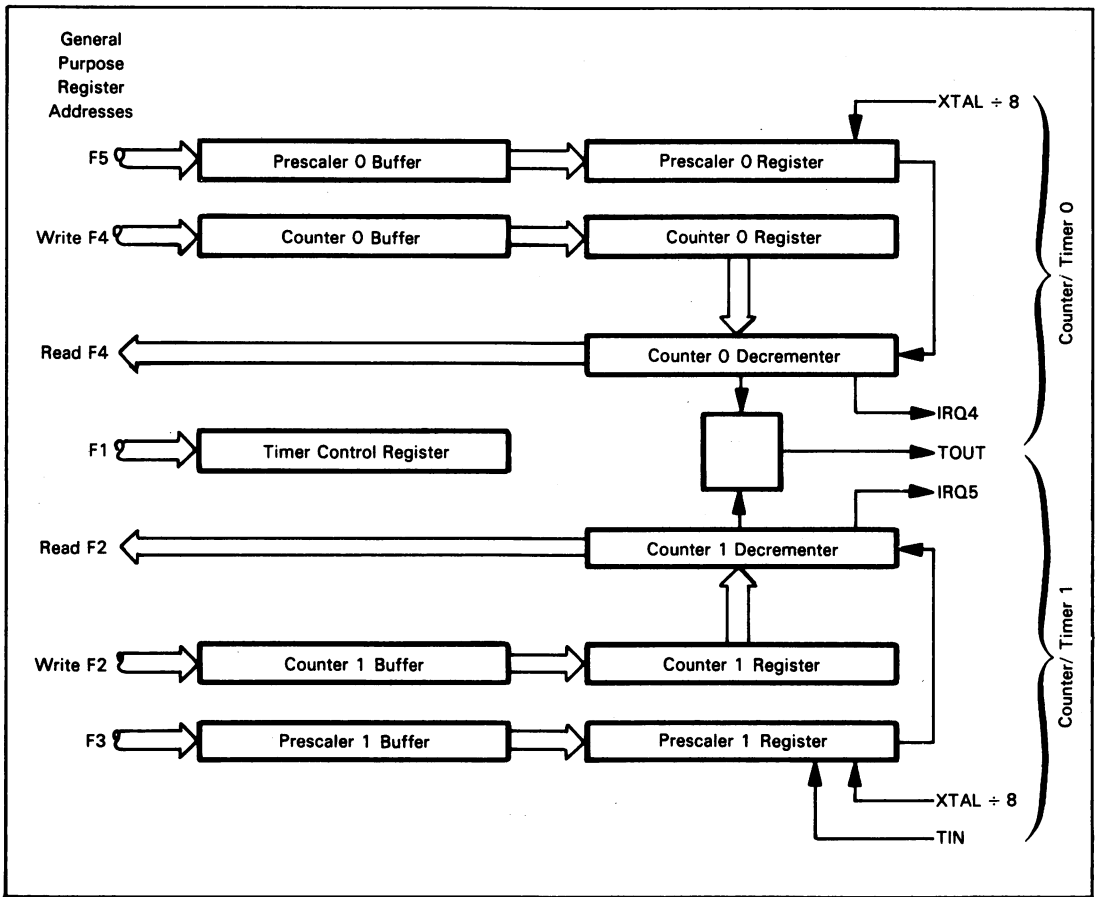 General
Purpose
Register
Addresses
XTAL ÷ 8
F5
Prescaler 0 Buffer
Prescaler 0 Register
Write F4
Counter 0 Buffer
Counter 0 Register
Counter/ Timer 0
Read F4
Counter 0 Decrementer
IRQ4
F1
Timer Control Register
TOUT
IRQ5
Read F2
Counter 1 Decrementer
Write F2
Counter 1 Buffer
Counter 1 Register
Counter/ Timer 1
F3
Prescaler 1 Buffer
Prescaler 1 Register
XTAL ÷ 8
TIN